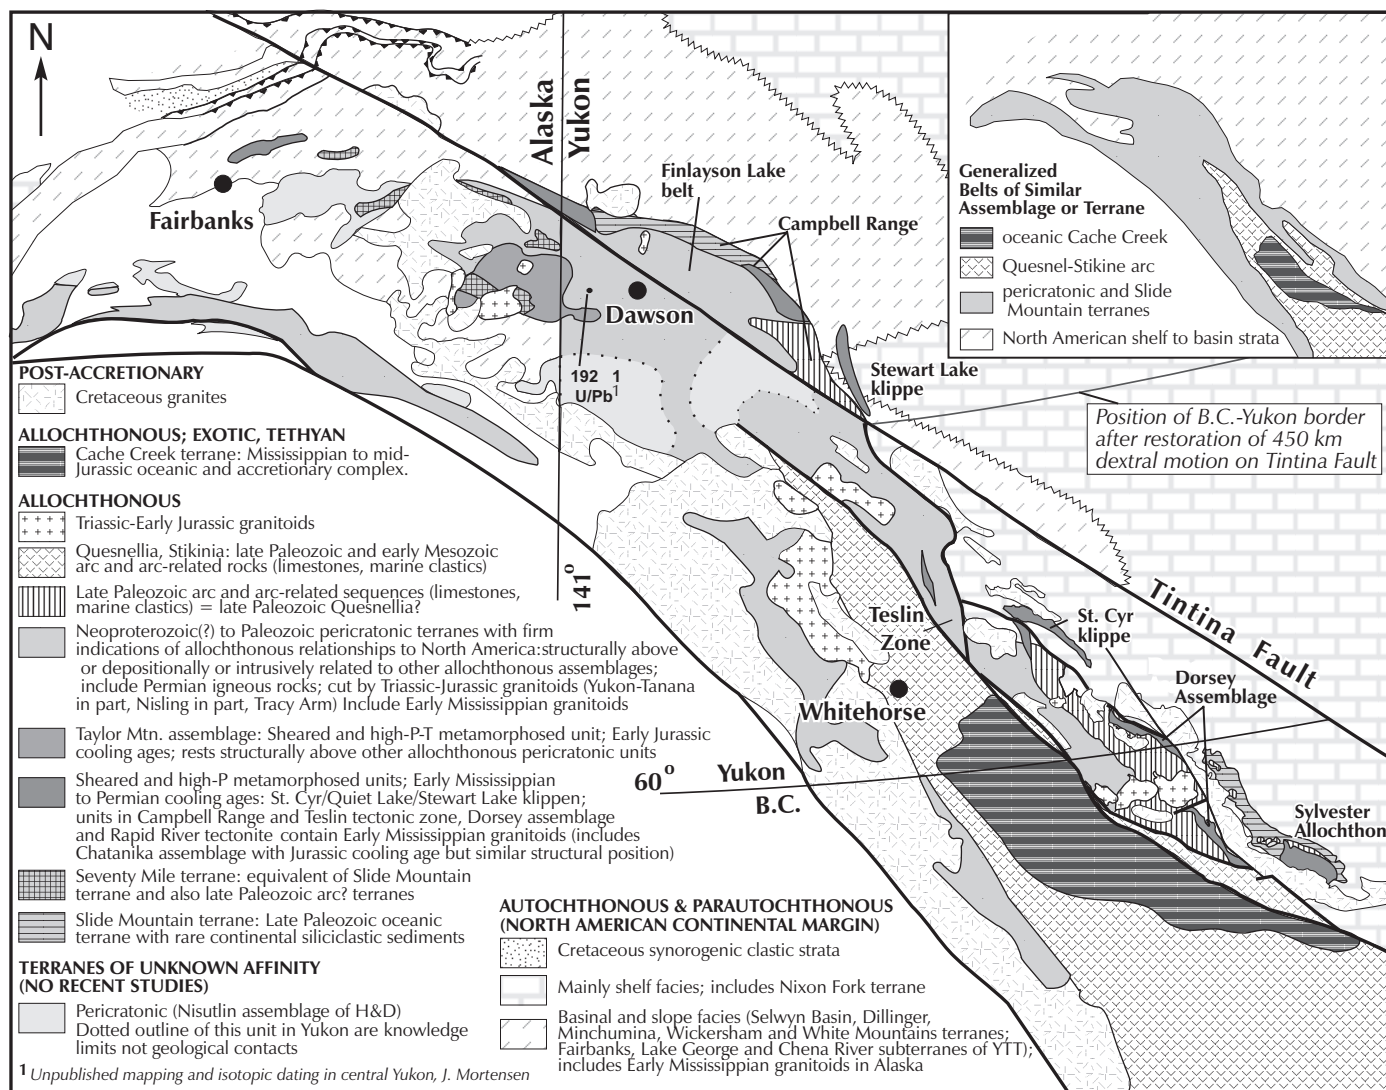 N
Alaska
Yukon
Fairbanks
Finlayson Lake
belt
Campbell Range
Dawson
192 1
U/Pb1
Stewart Lake
klippe
141o
Teslin
Zone
Whitehorse
St. Cyr
klippe
Tintina Fault
Dorsey
Assemblage
60o Yukon
B.C.
Sylvester
Allochthon
Generalized
Belts of Similar
Assemblage or Terrane
oceanic Cache Creek
Quesnel-Stikine arc
pericratonic and Slide
Mountain terranes
North American shelf to basin strata
Position of B.C.-Yukon border
after restoration of 450 km
dextral motion on Tintina Fault
POST-ACCRETIONARY
Cretaceous granites
ALLOCHTHONOUS; EXOTIC, TETHYAN
Cache Creek terrane: Mississippian to mid-
Jurassic oceanic and accretionary complex.
ALLOCHTHONOUS
Triassic-Early Jurassic granitoids
Quesnellia, Stikinia: late Paleozoic and early Mesozoic
arc and arc-related rocks (limestones, marine clastics)
Late Paleozoic arc and arc-related sequences (limestones,
marine clastics) = late Paleozoic Quesnellia?
Neoproterozoic(?) to Paleozoic pericratonic terranes with firm
indications of allochthonous relationships to North America:structurally above
or depositionally or intrusively related to other allochthonous assemblages;
include Permian igneous rocks; cut by Triassic-Jurassic granitoids (Yukon-Tanana
in part, Nisling in part, Tracy Arm) Include Early Mississippian granitoids
Taylor Mtn. assemblage: Sheared and high-P-T metamorphosed unit; Early Jurassic
cooling ages; rests structurally above other allochthonous pericratonic units
Sheared and high-P metamorphosed units; Early Mississippian
to Permian cooling ages: St. Cyr/Quiet Lake/Stewart Lake klippen;
units in Campbell Range and Teslin tectonic zone, Dorsey assemblage
and Rapid River tectonite contain Early Mississippian granitoids (includes
Chatanika assemblage with Jurassic cooling age but similar structural position)
Seventy Mile terrane: equivalent of Slide Mountain
terrane and also late Paleozoic arc? terranes
Slide Mountain terrane: Late Paleozoic oceanic
terrane with rare continental siliciclastic sediments
TERRANES OF UNKNOWN AFFINITY
(NO RECENT STUDIES)
Pericratonic (Nisutlin assemblage of H&D)
Dotted outline of this unit in Yukon are knowledge
limits not geological contacts
1 Unpublished mapping and isotopic dating in central Yukon, J. Mortensen
AUTOCHTHONOUS & PARAUTOCHTHONOUS
(NORTH AMERICAN CONTINENTAL MARGIN)
Cretaceous synorogenic clastic strata
Mainly shelf facies; includes Nixon Fork terrane
Basinal and slope facies (Selwyn Basin, Dillinger,
Minchumina, Wickersham and White Mountains terranes;
Fairbanks, Lake George and Chena River subterranes of YTT);
includes Early Mississippian granitoids in Alaska